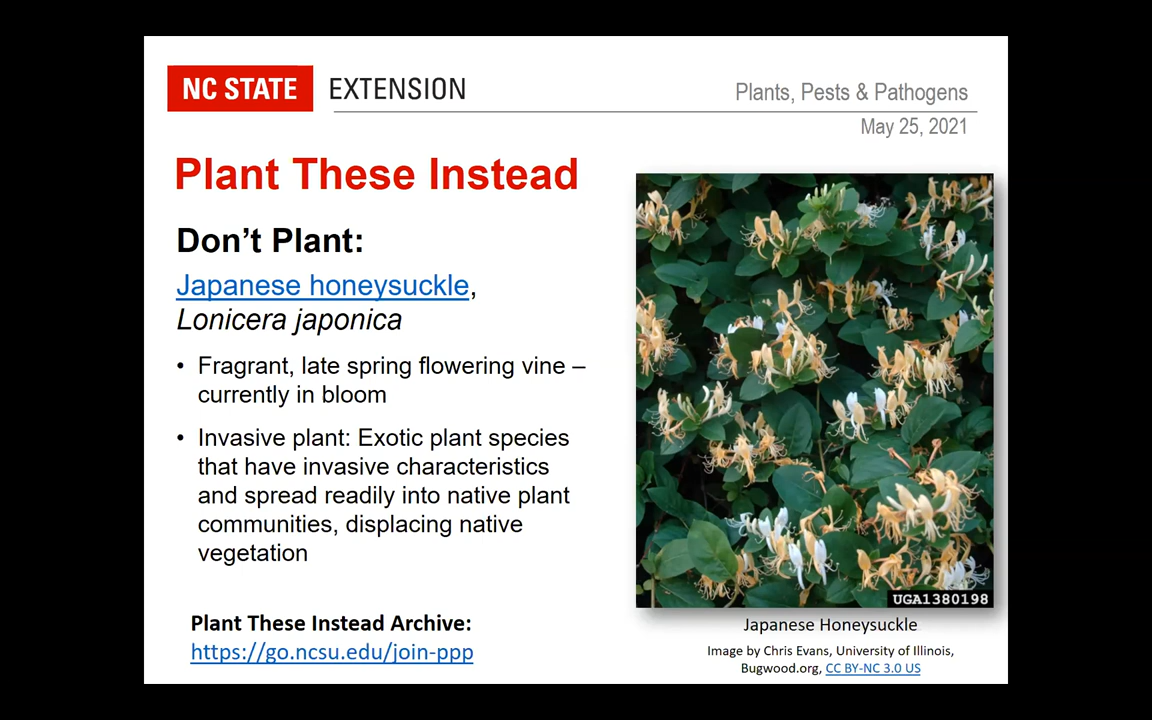 NC STATE EXTENSION
Plants, Pests & Pathogens
May 25, 2021
Plant These Instead
Don’t Plant:
Japanese honeysuckle,
Lonicera japonica
• Fragrant, late spring flowering vine –
currently in bloom
• Invasive plant: Exotic plant species
that have invasive characteristics
and spread readily into native plant
communities, displacing native
vegetation
Plant These Instead Archive:
https://go.ncsu.edu/join-ppp
UGA1380198
Japanese Honeysuckle
Image by Chris Evans, University of Illinois,
Bugwood.org, CC BY-NC 3.0 US